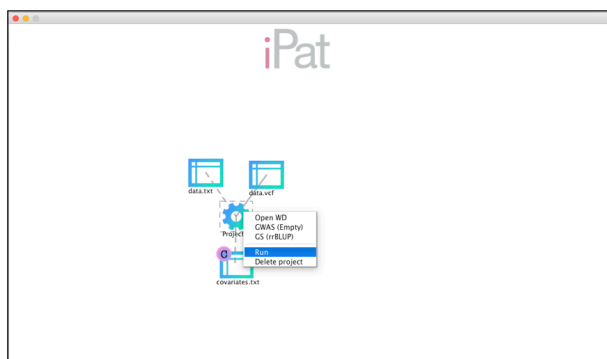 iPat
data.txt
data.vcf
Project
Open WD
GWAS (Empty)
GS (rrBLUP)
Run
Delete project
C
covariates.txt